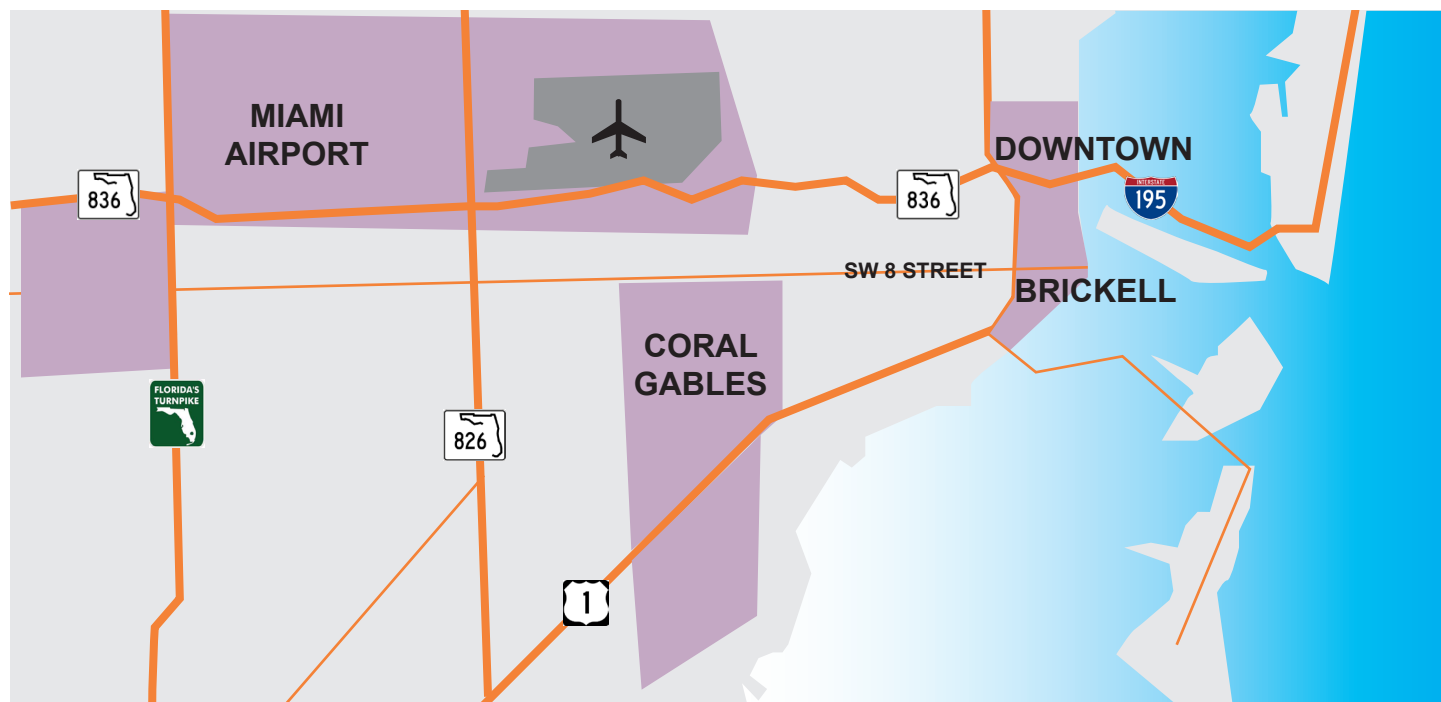 MIAMI
AIRPORT
DOWNTOWN
836
836
INTERSTATE
195
SW 8 STREET
BRICKELL
CORAL
GABLES
FLORIDA'S
TURNPIKE
826
1